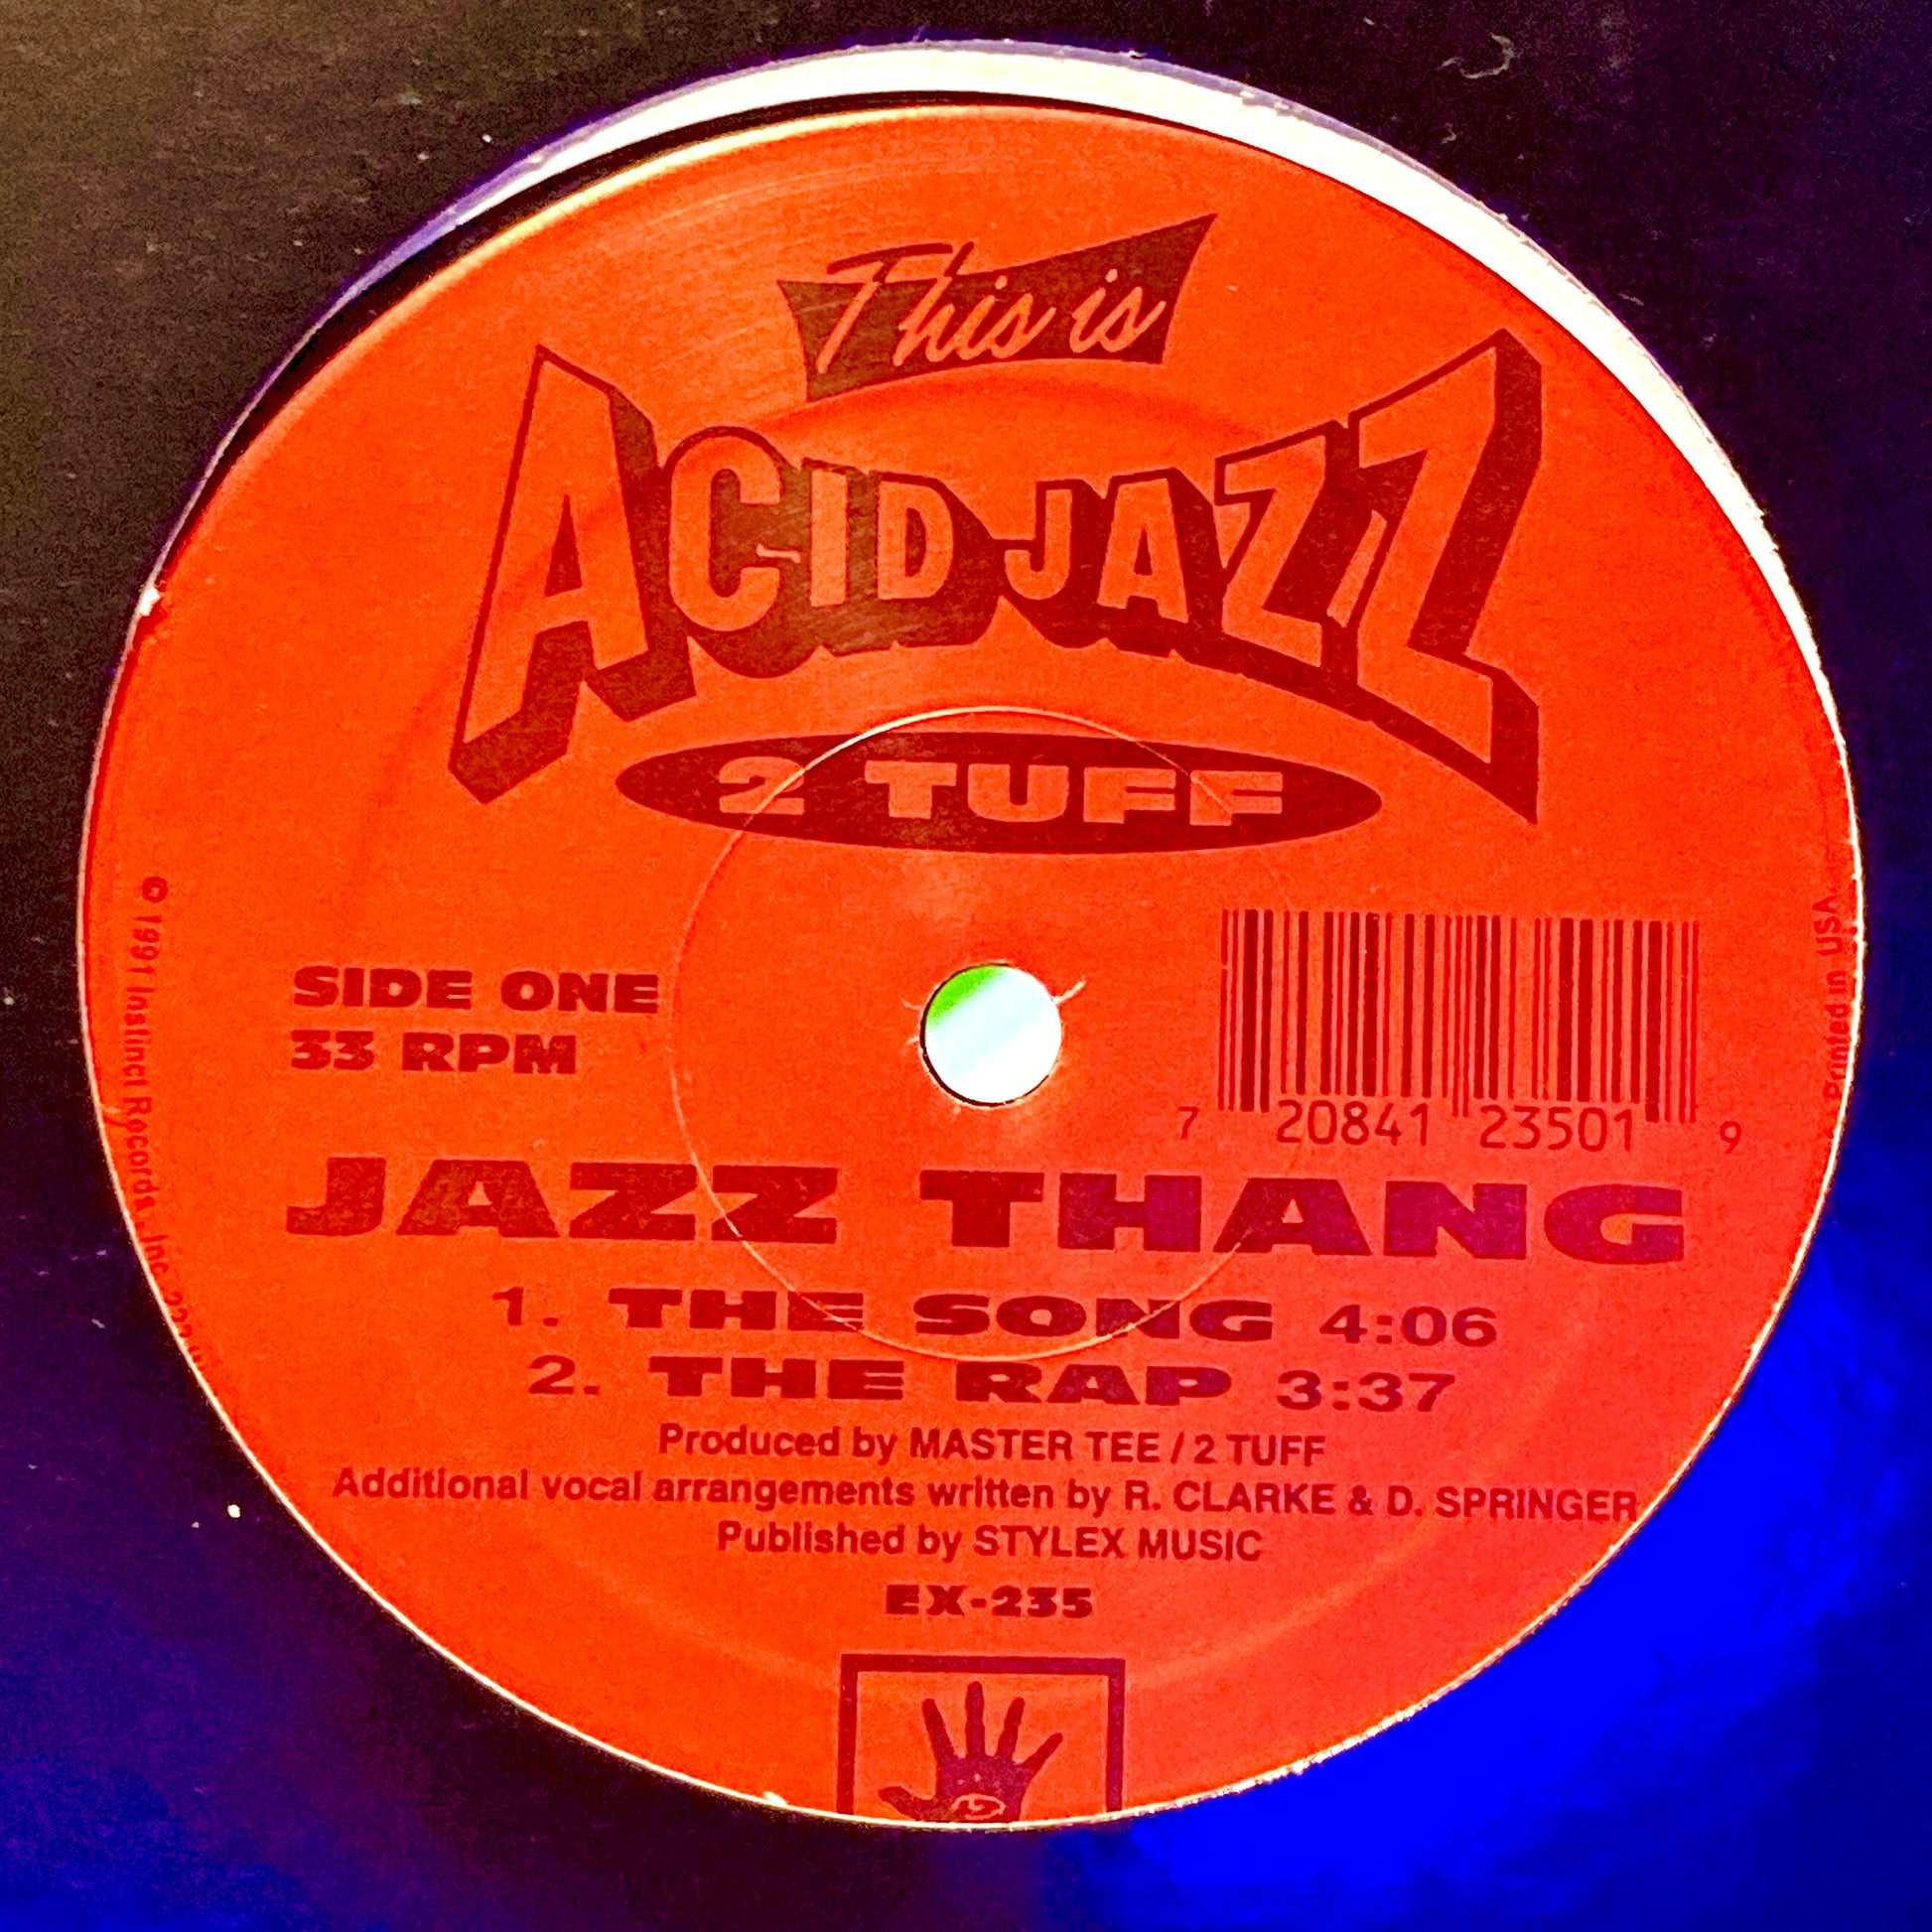 This is
ACID JAZZ
2 TUFF
SIDE ONE
33 RPM
7 20841 23501 9
JAZZ THANG
1. THE SONG 4:06
2. THE RAP 3:37
Produced by MASTER TEE / 2 TUFF
Additional vocal arrangements written by R. CLARKE & D. SPRINGER
Published by STYLEX MUSIC
EX-235
© 1991 Instinct Records, Inc.
Printed in USA.